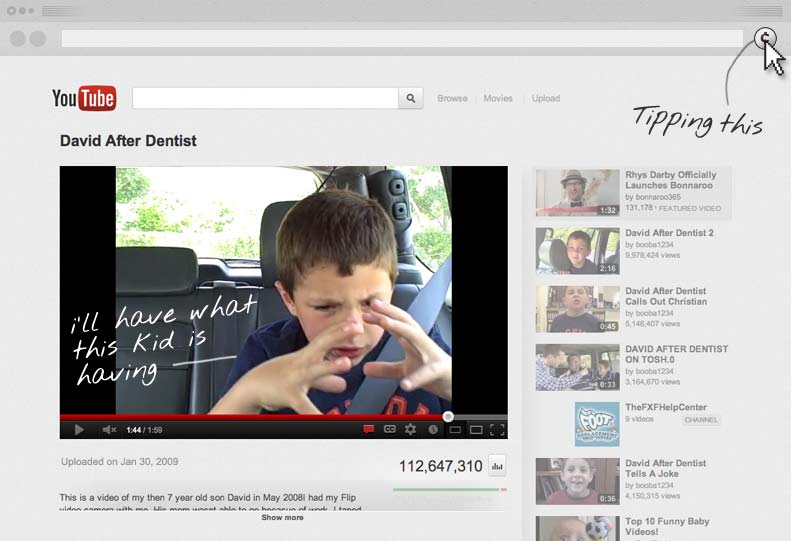 ¢
YouTube
Browse | Movies | Upload
Tipping this
David After Dentist
i'll have what
this kid is
having
1:44 / 1:59
CC
Uploaded on Jan 30, 2009
112,647,310
This is a video of my then 7 year old son David in May 2008I had my Flip
video camera with me. His mom wasnt able to go because of work. I taped
Show more
1:32
Rhys Darby Officially
Launches Bonnaroo
by bonnaroo365
131,178 · FEATURED VIDEO
2:16
David After Dentist 2
by booba1234
9,978,424 views
0:45
David After Dentist
Calls Out Christian
by booba1234
5,146,407 views
0:33
DAVID AFTER DENTIST
ON TOSH.0
by booba1234
3,164,670 views
FOOT
TheFXFHelpCenter
9 videos
CHANNEL
0:36
David After Dentist
Tells A Joke
by booba1234
4,150,315 views
Top 10 Funny Baby
Videos!